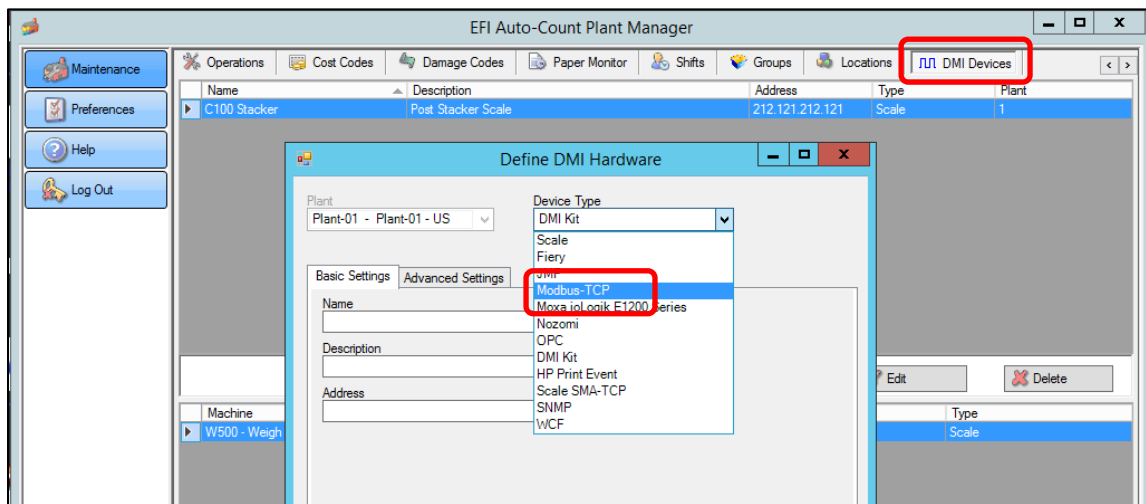 EFI Auto-Count Plant Manager
Maintenance
Preferences
Help
Log Out
Operations Cost Codes Damage Codes Paper Monitor Shifts Groups Locations DMI Devices
Name Description Address Type Plant
C100 Stacker Post Stacker Scale 212.121.212.121 Scale 1
Define DMI Hardware
Plant
Plant-01 - Plant-01 - US
Device Type
DMI Kit
Scale
Fiery
JMF
Modbus-TCP
Moxa ioLogik E1200 Series
Nozomi
OPC
DMI Kit
HP Print Event
Scale SMA-TCP
SNMP
WCF
Basic Settings Advanced Settings
Name
Description
Address
Edit Delete
Machine Type
W500 - Weigh Scale